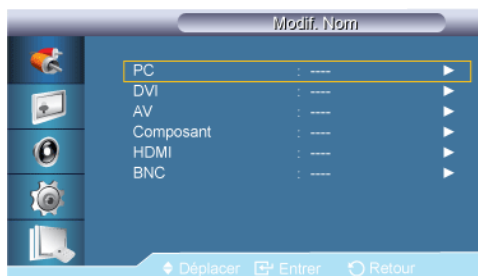 Modif. Nom
PC : ---- ►
DVI : ---- ►
AV : ---- ►
Composant : ---- ►
HDMI : ---- ►
BNC : ---- ►
Déplacer Entrer Retour